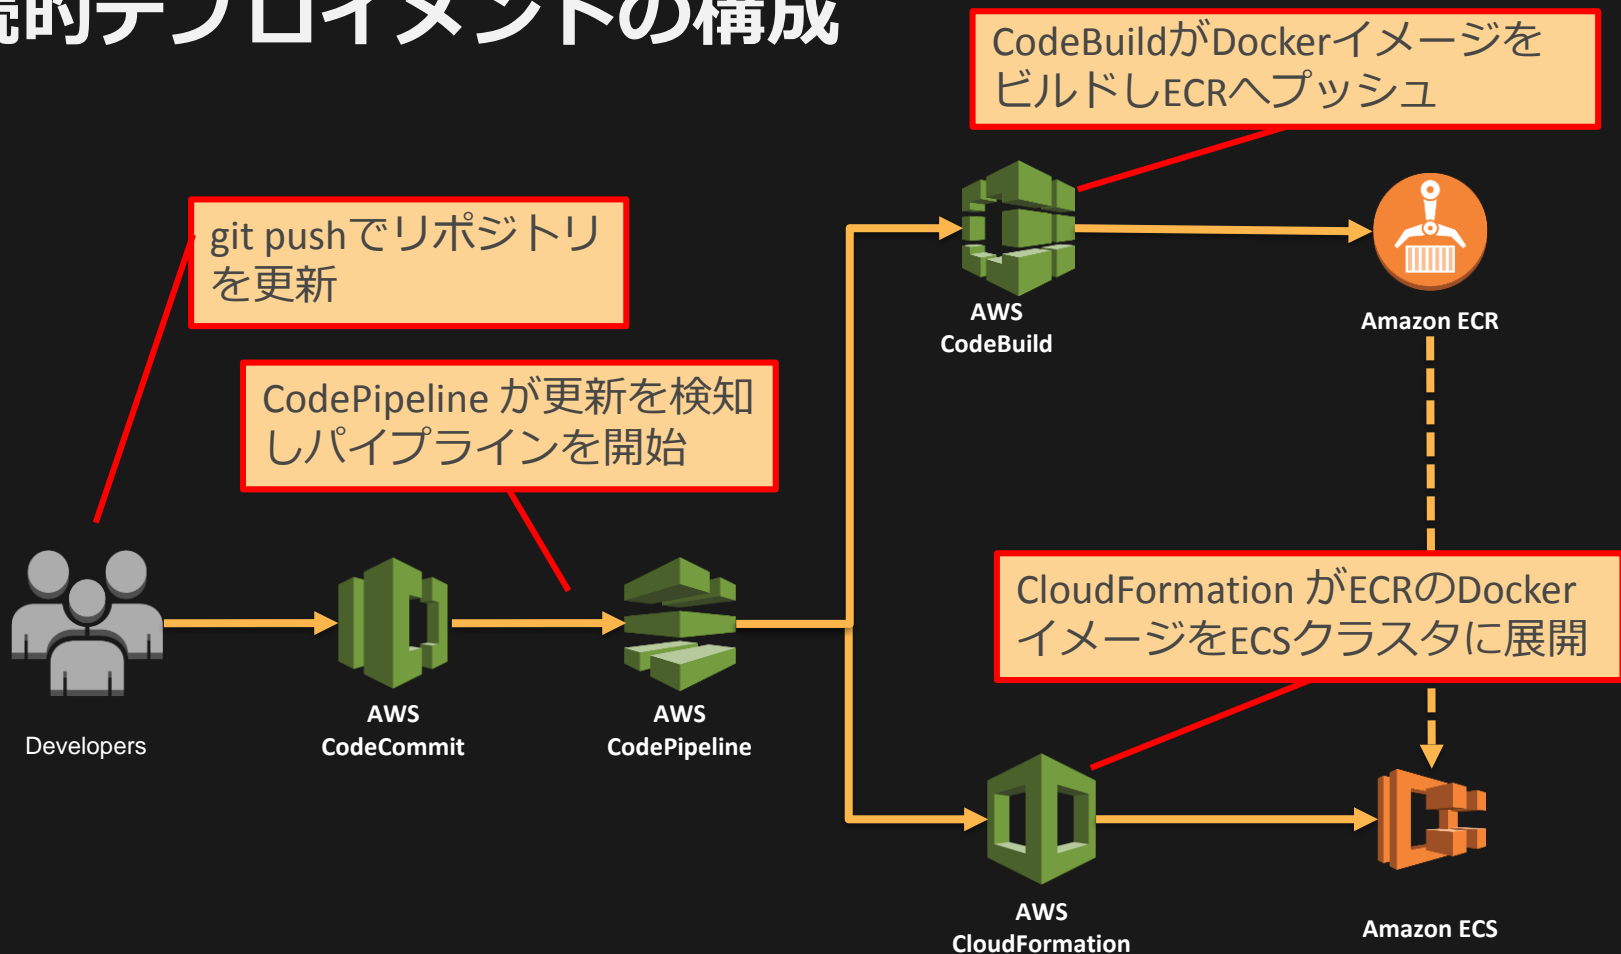 的デプロイメントの構成
CodeBuildがDockerイメージを
ビルドしECRへプッシュ
git pushでリポジトリ
を更新
CodePipeline が更新を検知
しパイプラインを開始
AWS
CodeBuild
Amazon ECR
CloudFormation がECRのDocker
イメージをECSクラスタに展開
Developers
AWS
CodeCommit
AWS
CodePipeline
AWS
CloudFormation
Amazon ECS